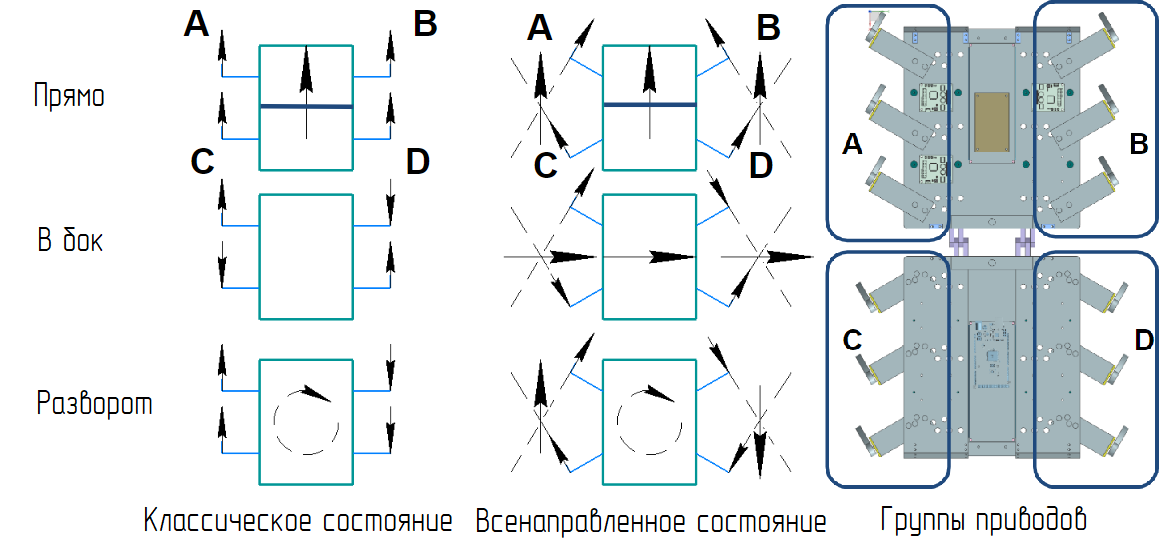 A B A B
Прямо
A B
C D C D
В бок
C D
Разворот
Классическое состояние Всенаправленное состояние Группы приводов